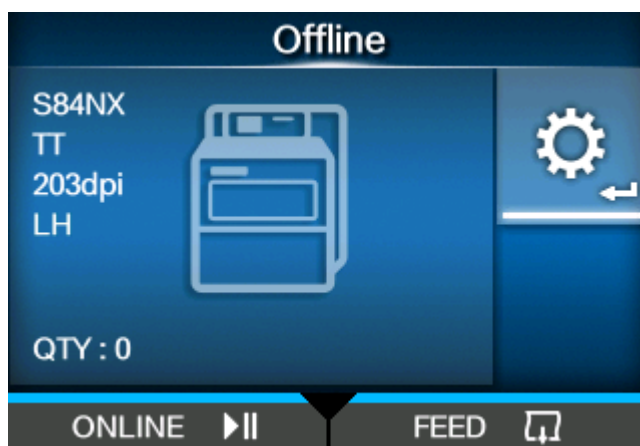 Offline
S84NX
TT
203dpi
LH
QTY : 0
ONLINE
FEED